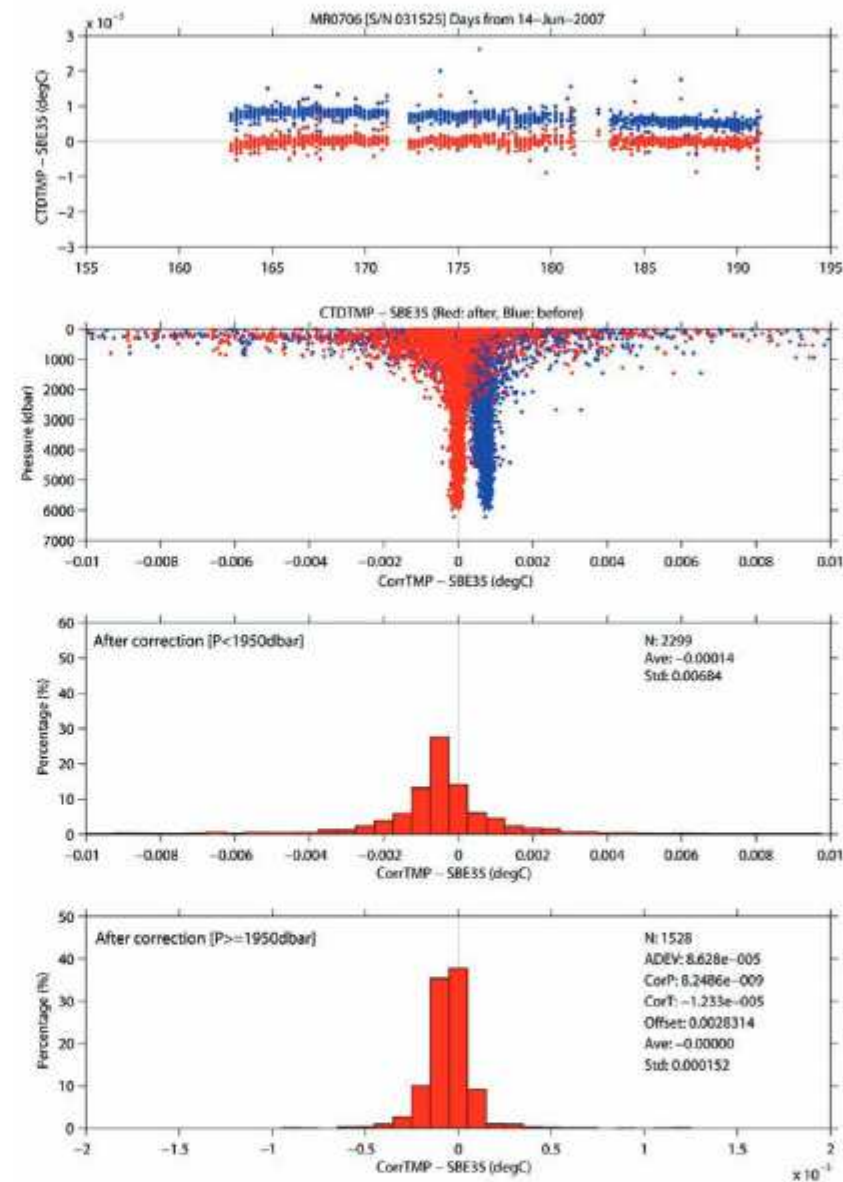 MR0706 [S/N 031525] Days from 14−Jun−2007
x 10⁻³
CTDTMP − SBE35 (degC)
3
2
1
0
−1
−2
−3
155 160 165 170 175 180 185 190 195
CTDTMP − SBE35 (Red: after, Blue: before)
Pressure (dbar)
0
1000
2000
3000
4000
5000
6000
7000
−0.01 −0.008 −0.006 −0.004 −0.002 0 0.002 0.004 0.006 0.008 0.01
CorrTMP − SBE35 (degC)
After correction [P<1950dbar]
N: 2299
Ave: −0.00014
Std: 0.00684
Percentage (%)
60
50
40
30
20
10
0
−0.01 −0.008 −0.006 −0.004 −0.002 0 0.002 0.004 0.006 0.008 0.01
CorrTMP − SBE35 (degC)
After correction [P>=1950dbar]
N: 1528
ADEV: 8.628e−005
CorP: 8.2486e−009
CorT: −1.233e−005
Offset: 0.0028314
Ave: −0.00000
Std: 0.000152
Percentage (%)
50
40
30
20
10
0
−2 −1.5 −1 −0.5 0 0.5 1 1.5 2
CorrTMP − SBE35 (degC)
x 10⁻³